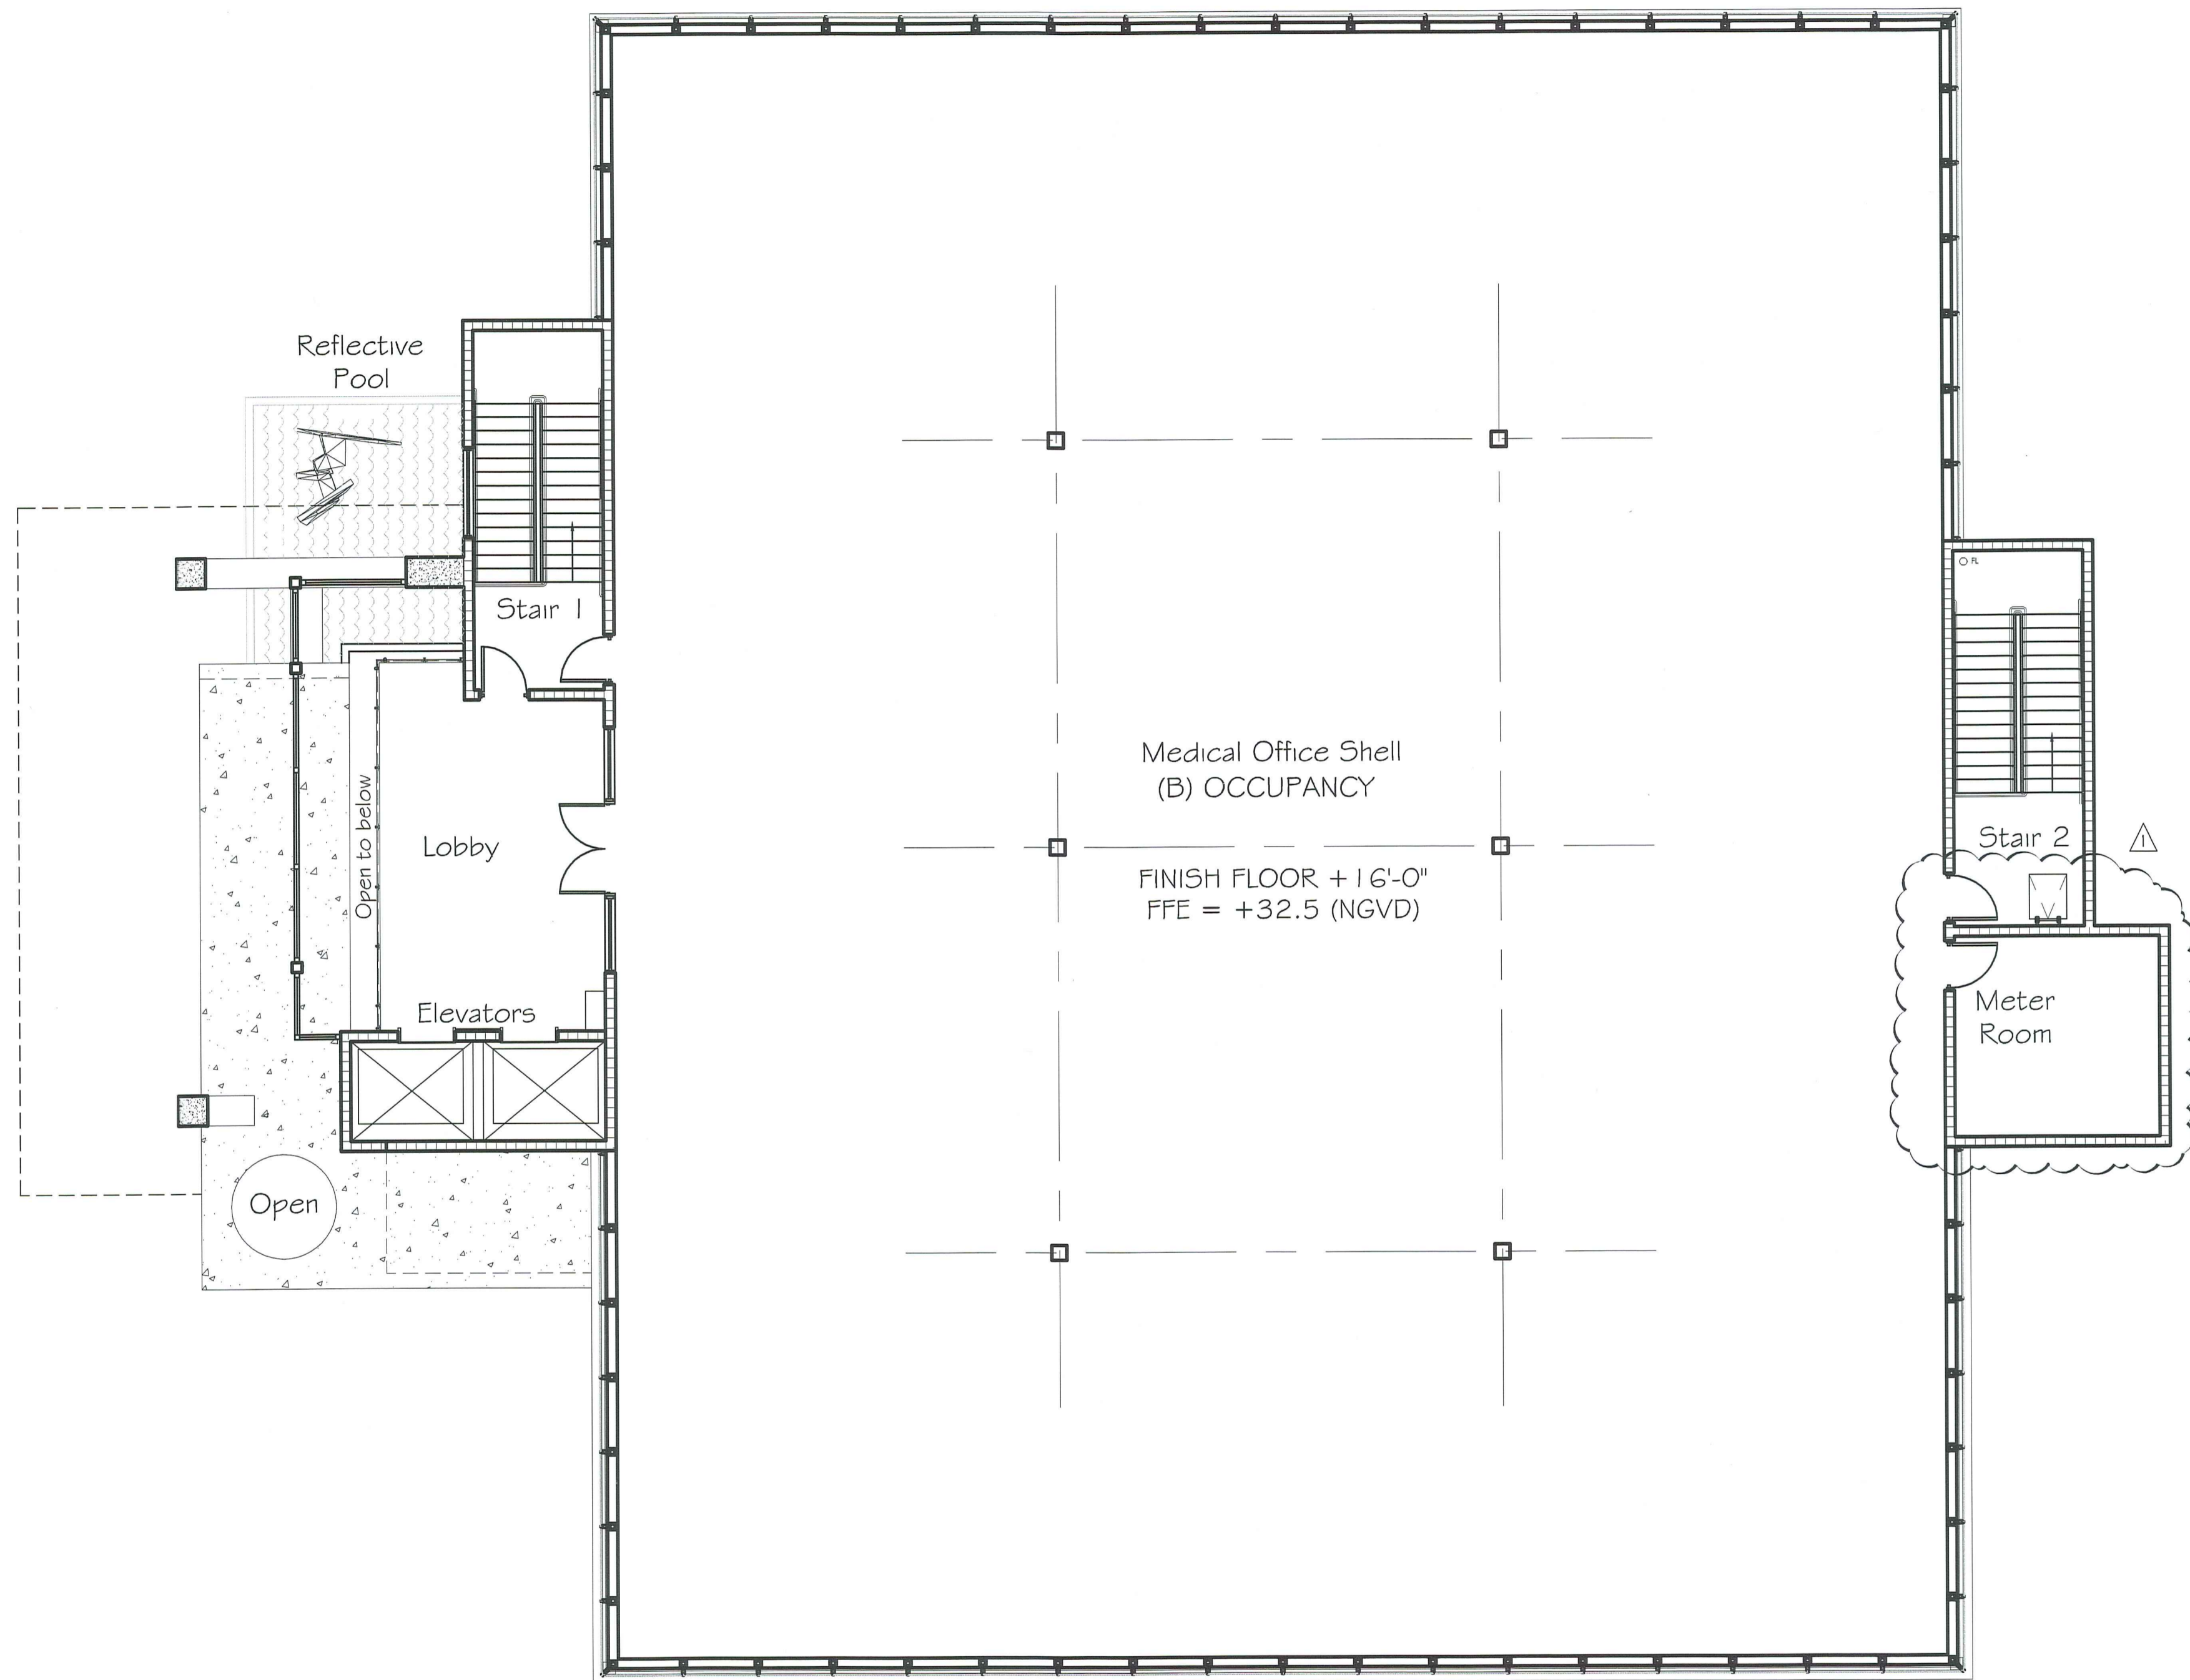 Reflective
Pool
Stair 1
Open to below
Lobby
Elevators
Open
Medical Office Shell
(B) OCCUPANCY
FINISH FLOOR +16'-0"
FFE = +32.5 (NGVD)
FL
Stair 2
1
Meter
Room